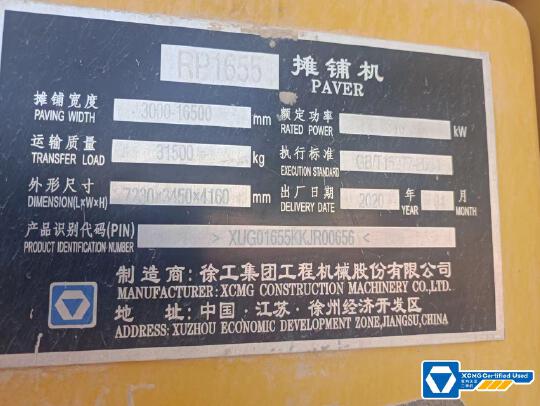 RP1655 摊铺机
PAVER
摊铺宽度 3000-16500 mm 额定功率 kW
PAVING WIDTH RATED POWER
运输质量 31500 kg 执行标准
TRANSFER LOAD EXECUTION STANDARD
外形尺寸 7230×3450×4160 mm 出厂日期 2020 年 月
DIMENSION(L×W×H) DELIVERY DATE YEAR MONTH
产品识别代码(PIN) > XUG01655KKJR00656 <
PRODUCT IDENTIFICATION NUMBER
制造商:徐工集团工程机械股份有限公司
MANUFACTURER: XCMG CONSTRUCTION MACHINERY CO.,LTD.
地 址:中国·江苏·徐州经济开发区
ADDRESS: XUZHOU ECONOMIC DEVELOPMENT ZONE,JIANGSU,CHINA
XCMG Certified Used